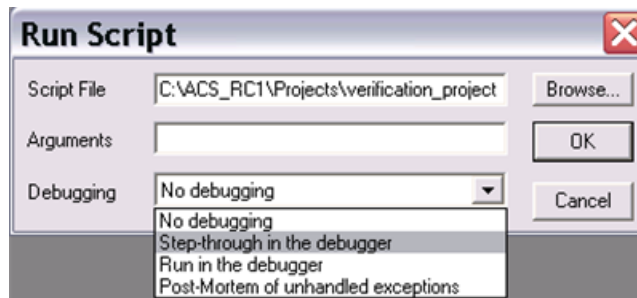 Run Script
Script File C:\ACS_RC1\Projects\verification_project Browse...
Arguments OK
Debugging No debugging Cancel
No debugging
Step-through in the debugger
Run in the debugger
Post-Mortem of unhandled exceptions